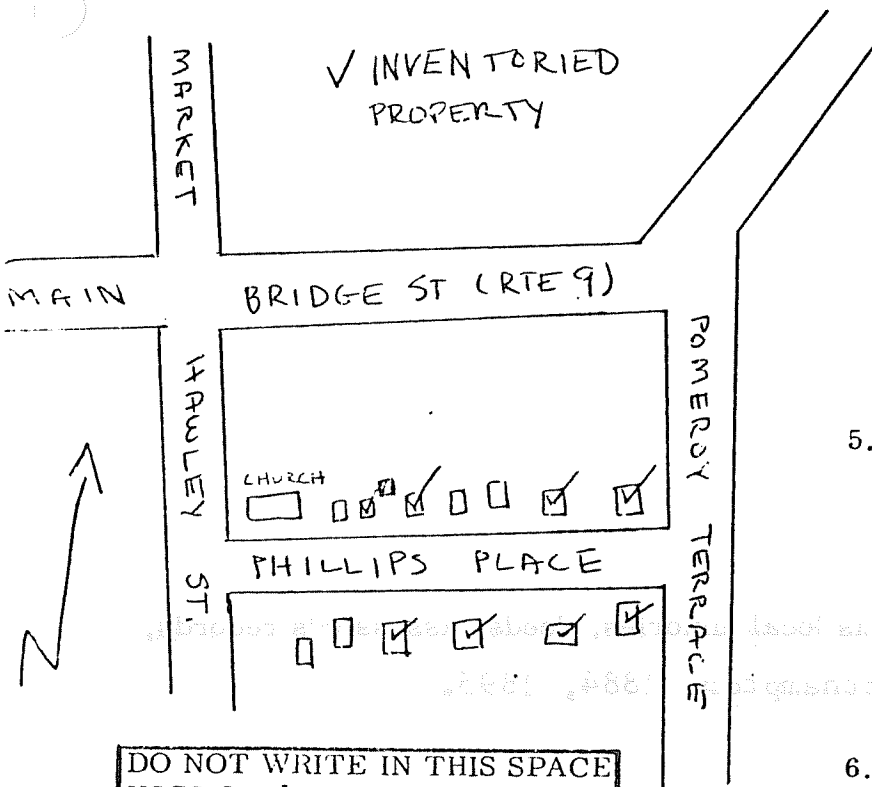 ✓ INVENTORIED
PROPERTY
MARKET
MAIN
BRIDGE ST (RTE 9)
HAWLEY ST.
POMEROY TERRACE
CHURCH
PHILLIPS PLACE
N
5.
6.
DO NOT WRITE IN THIS SPACE